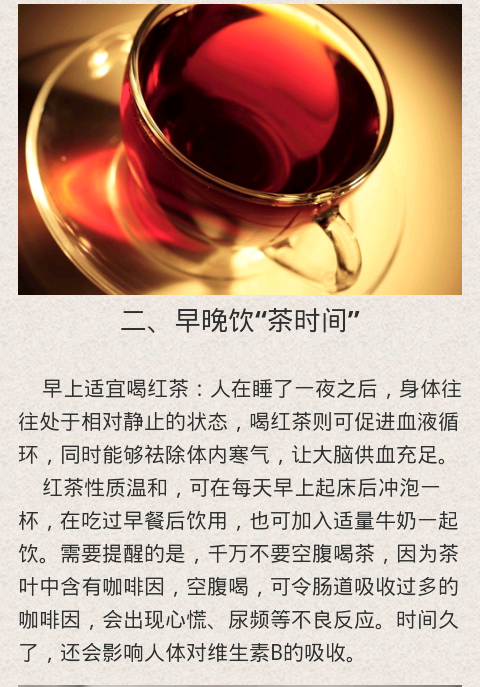 二、早晚饮“茶时间”
早上适宜喝红茶：人在睡了一夜之后，身体往
往处于相对静止的状态，喝红茶则可促进血液循
环，同时能够祛除体内寒气，让大脑供血充足。
红茶性质温和，可在每天早上起床后冲泡一
杯，在吃过早餐后饮用，也可加入适量牛奶一起
饮。需要提醒的是，千万不要空腹喝茶，因为茶
叶中含有咖啡因，空腹喝，可令肠道吸收过多的
咖啡因，会出现心慌、尿频等不良反应。时间久
了，还会影响人体对维生素B的吸收。